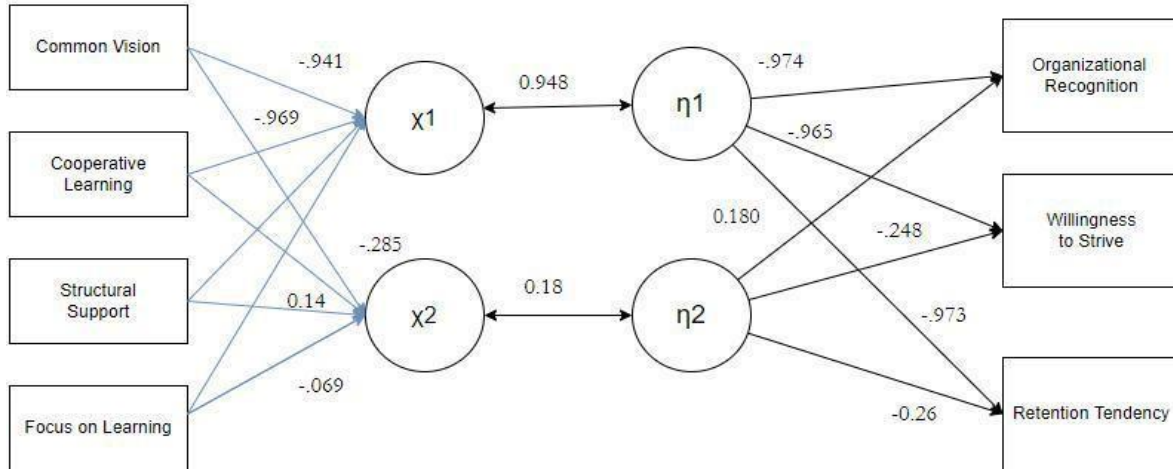 Common Vision
Cooperative
Learning
Structural
Support
Focus on Learning
-.941
-.969
-.285
0.14
-.069
χ1
χ2
0.948
0.18
η1
η2
-.974
-.965
0.180
-.248
-.973
-0.26
Organizational
Recognition
Willingness
to Strive
Retention Tendency